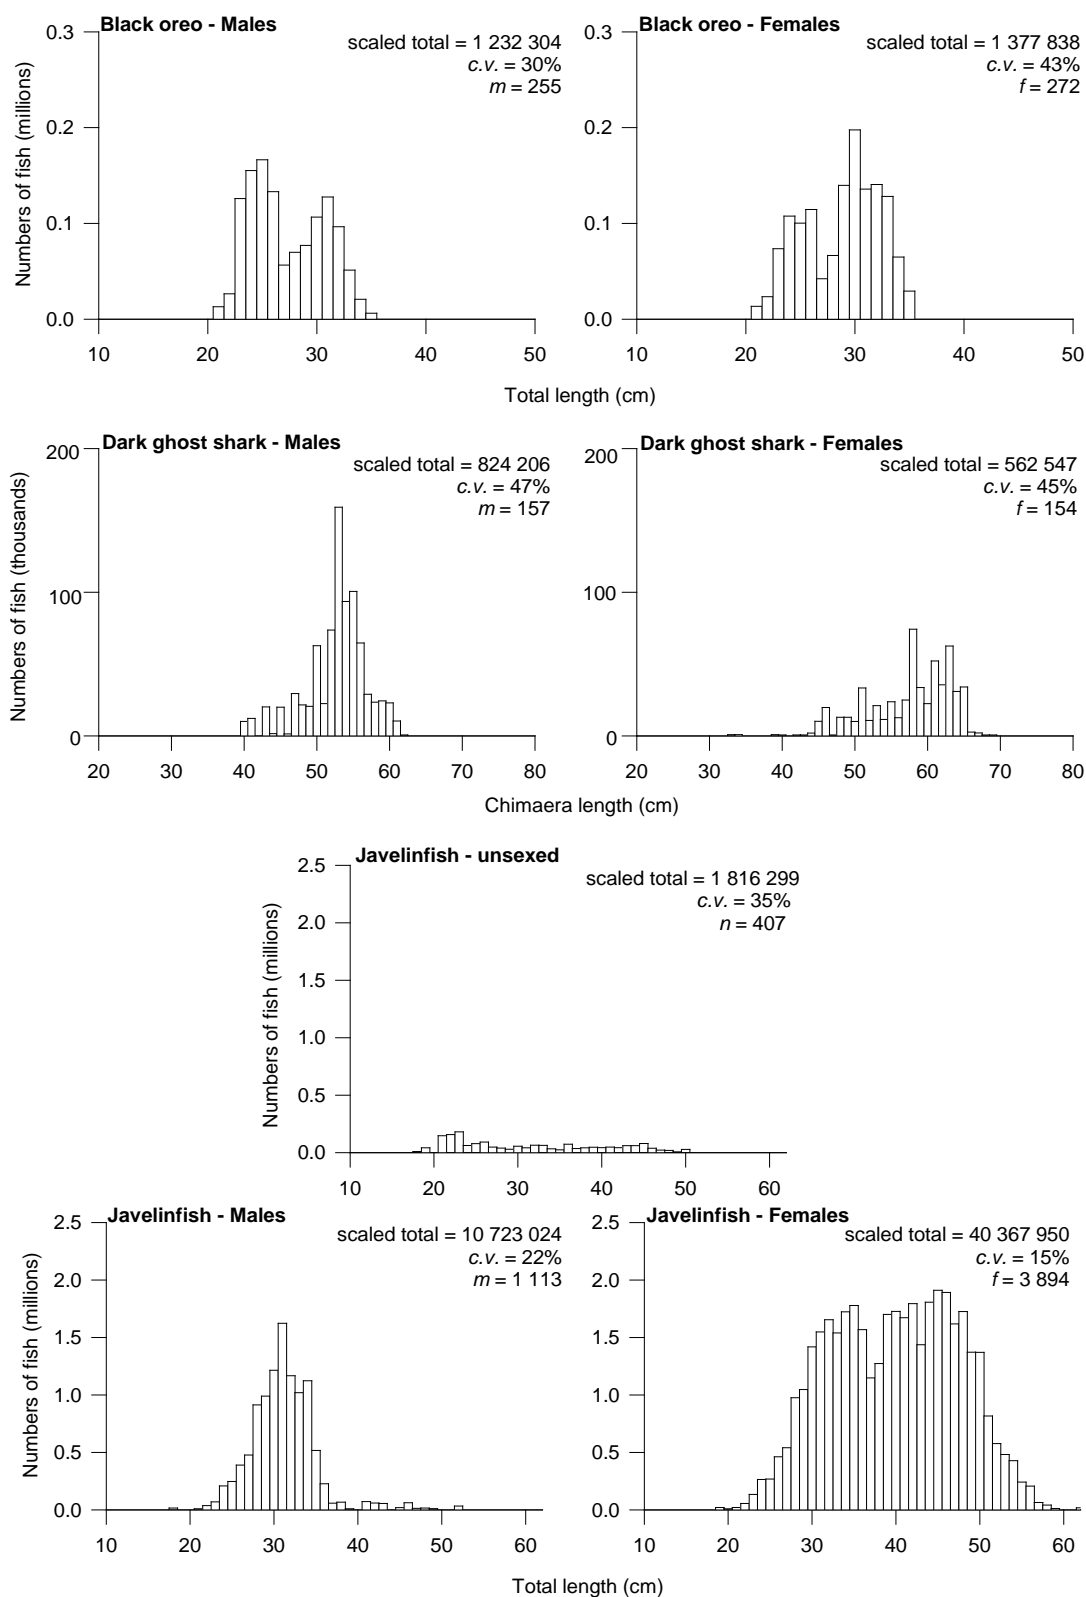 Black oreo - Males
scaled total = 1 232 304
c.v. = 30%
m = 255
0.3
0.2
0.1
0.0
Numbers of fish (millions)
10 20 30 40 50
Black oreo - Females
scaled total = 1 377 838
c.v. = 43%
f = 272
0.3
0.2
0.1
0.0
10 20 30 40 50
Total length (cm)
Dark ghost shark - Males
scaled total = 824 206
c.v. = 47%
m = 157
200
100
0
Numbers of fish (thousands)
20 30 40 50 60 70 80
Dark ghost shark - Females
scaled total = 562 547
c.v. = 45%
f = 154
200
100
0
20 30 40 50 60 70 80
Chimaera length (cm)
Javelinfish - unsexed
scaled total = 1 816 299
c.v. = 35%
n = 407
2.5
2.0
1.5
1.0
0.5
0.0
Numbers of fish (millions)
10 20 30 40 50 60
Javelinfish - Males
scaled total = 10 723 024
c.v. = 22%
m = 1 113
2.5
2.0
1.5
1.0
0.5
0.0
Numbers of fish (millions)
10 20 30 40 50 60
Javelinfish - Females
scaled total = 40 367 950
c.v. = 15%
f = 3 894
2.5
2.0
1.5
1.0
0.5
0.0
10 20 30 40 50 60
Total length (cm)